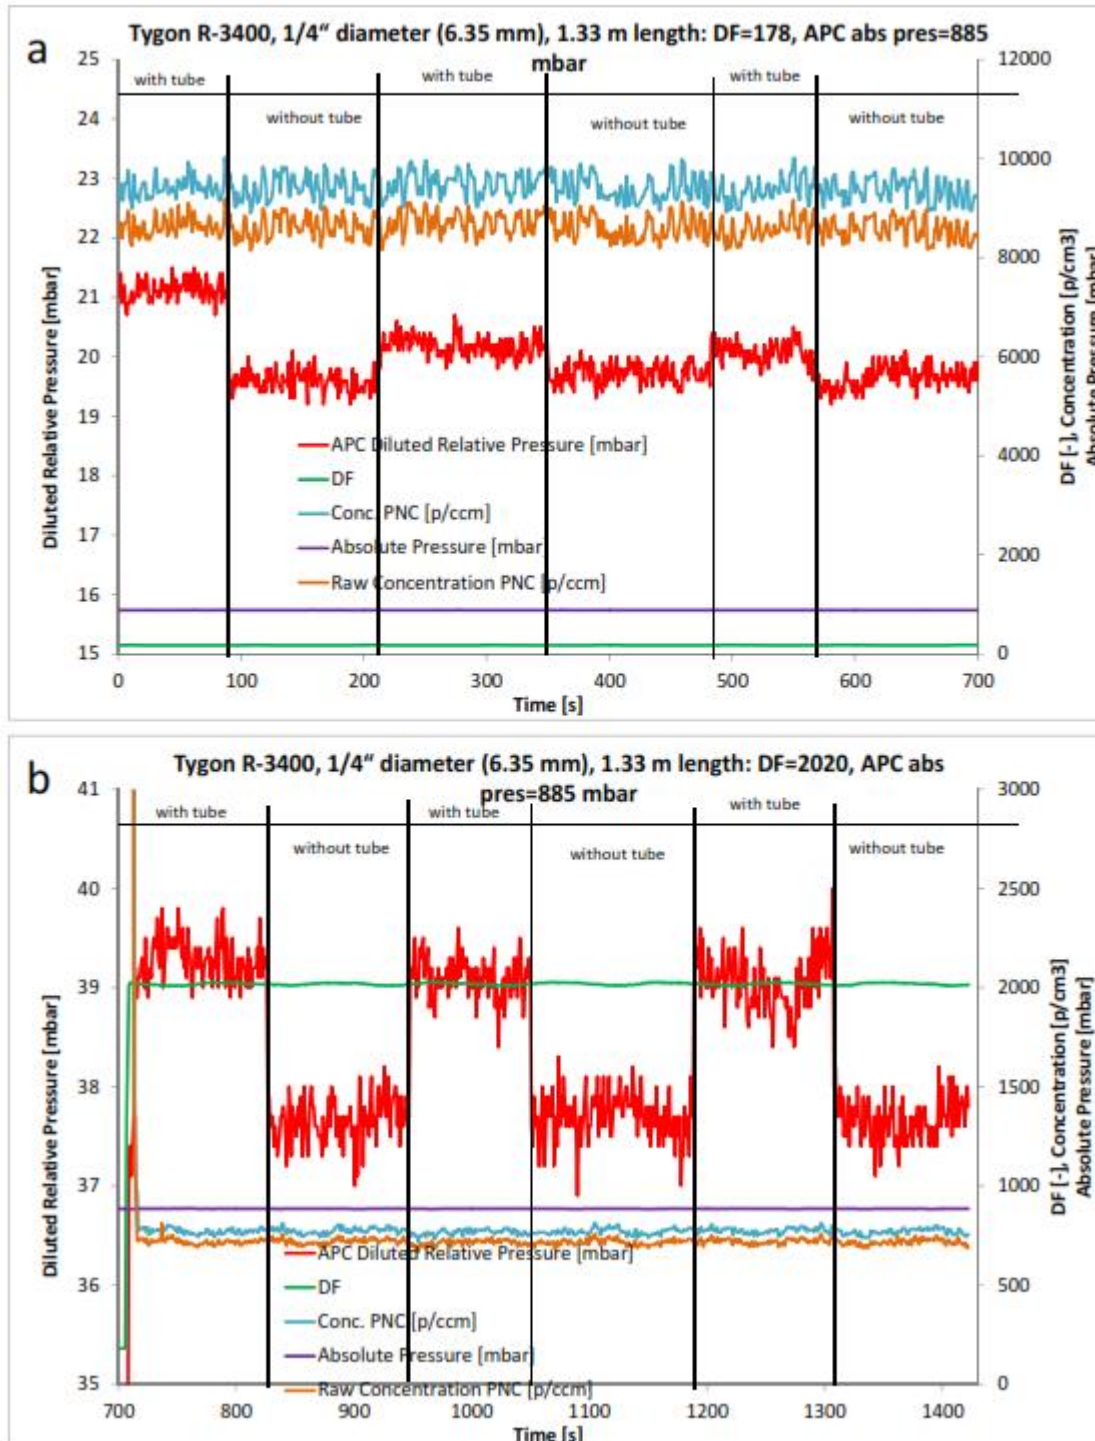 a
Tygon R-3400, 1/4“ diameter (6.35 mm), 1.33 m length: DF=178, APC abs pres=885
mbar
25
24
23
22
21
20
19
18
17
16
15
12000
10000
8000
6000
4000
2000
0
with tube
without tube
with tube
without tube
with tube
without tube
Diluted Relative Pressure [mbar]
DF [-], Concentration [p/cm3]
Absolute Pressure [mbar]
APC Diluted Relative Pressure [mbar]
DF
Conc. PNC [p/ccm]
Absolute Pressure [mbar]
Raw Concentration PNC [p/ccm]
0 100 200 300 400 500 600 700
Time [s]
b
Tygon R-3400, 1/4“ diameter (6.35 mm), 1.33 m length: DF=2020, APC abs
pres=885 mbar
41
40
39
38
37
36
35
3000
2500
2000
1500
1000
500
0
with tube
without tube
with tube
without tube
with tube
without tube
Diluted Relative Pressure [mbar]
DF [-], Concentration [p/cm3]
Absolute Pressure [mbar]
APC Diluted Relative Pressure [mbar]
DF
Conc. PNC [p/ccm]
Absolute Pressure [mbar]
Raw Concentration PNC [p/ccm]
700 800 900 1000 1100 1200 1300 1400
Time [s]